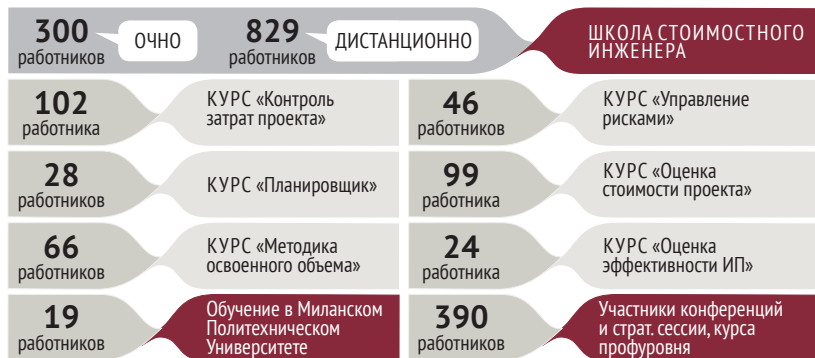 300
работников
ОЧНО
829
работников
ДИСТАНЦИОННО
ШКОЛА СТОИМОСТНОГО
ИНЖЕНЕРА
102
работника
КУРС «Контроль
затрат проекта»
46
работников
КУРС «Управление
рисками»
28
работников
КУРС «Планировщик»
99
работника
КУРС «Оценка
стоимости проекта»
66
работников
КУРС «Методика
освоенного объема»
24
работника
КУРС «Оценка
эффективности ИП»
19
работников
Обучение в Миланском
Политехническом
Университете
390
работников
Участники конференций
и страт. сессии, курса
профуровня